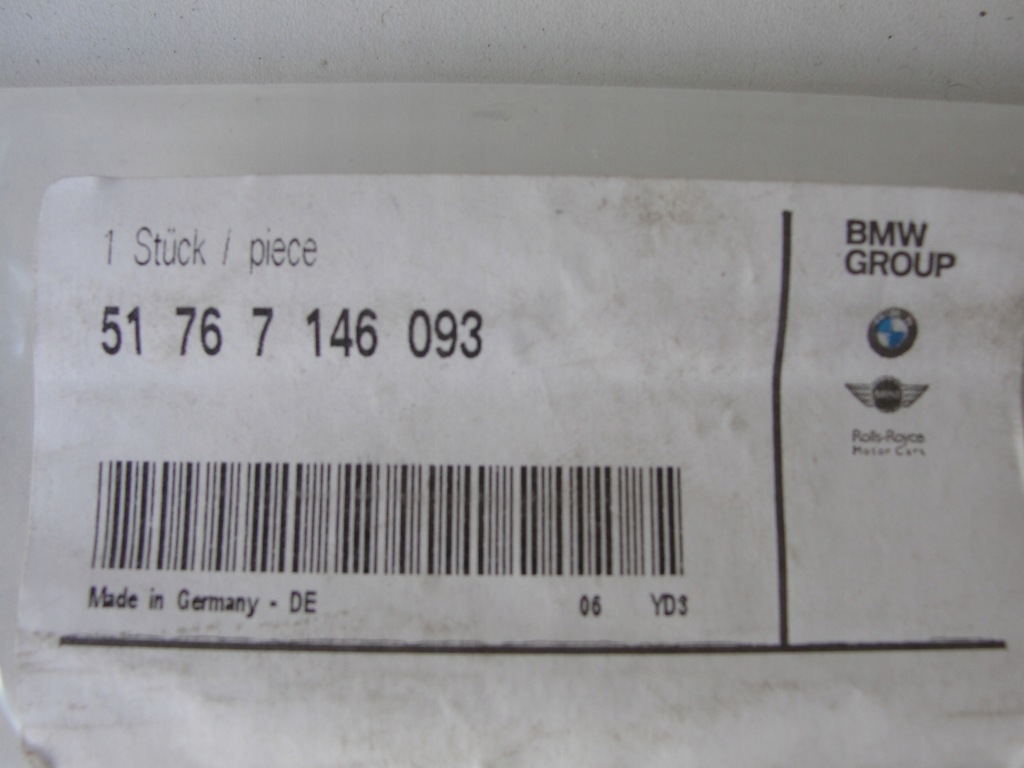 1 Stück / piece
51 76 7 146 093
Made in Germany - DE 06 YD3
BMW
GROUP
MINI
Rolls-Royce
Motor Cars